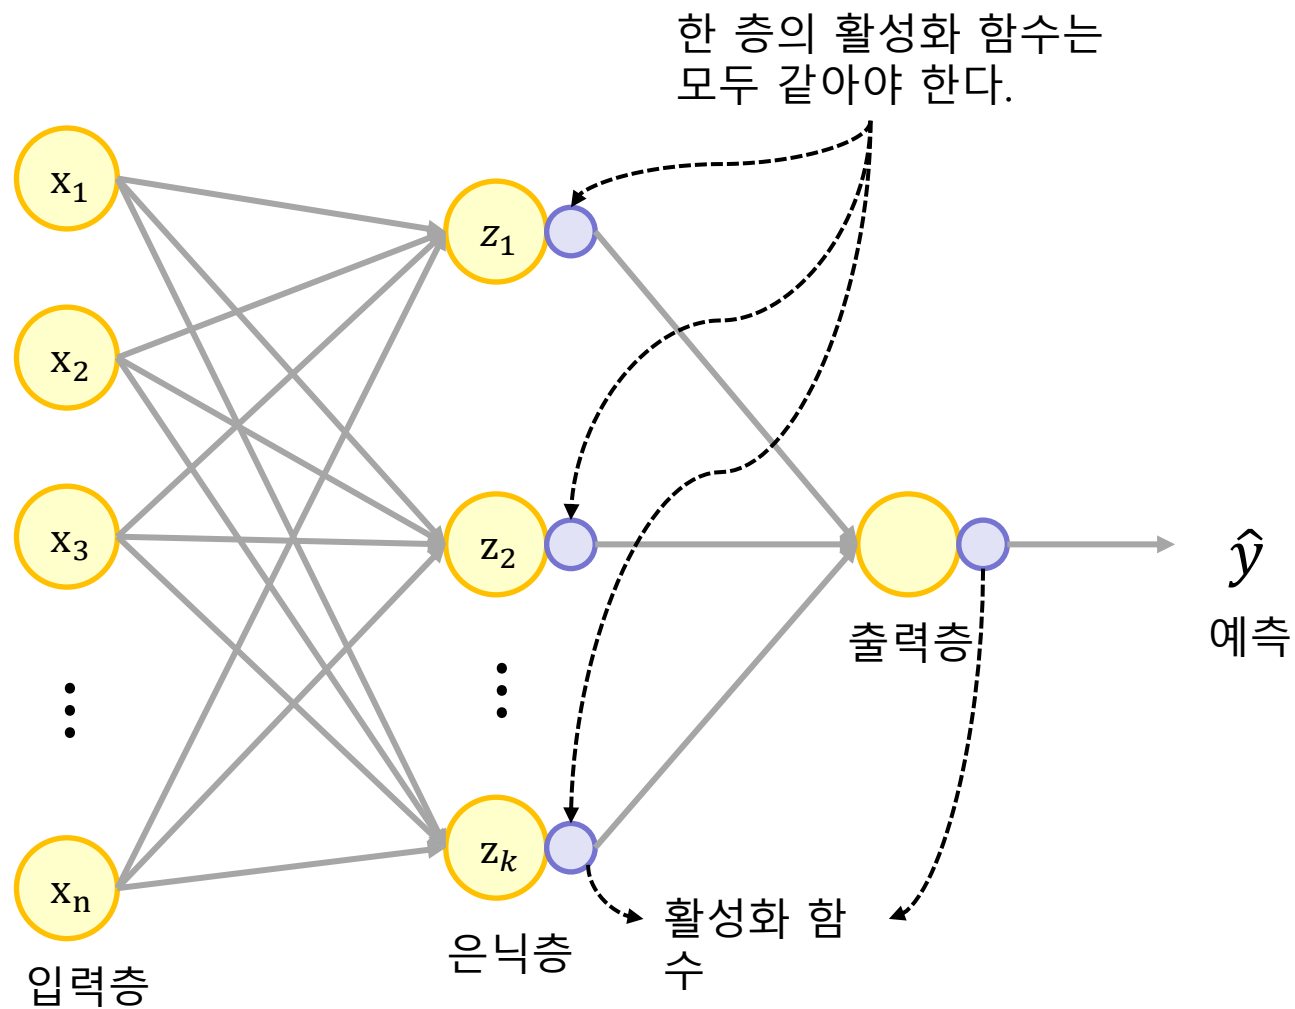 한 층의 활성화 함수는
모두 같아야 한다.
x₁
x₂
x₃
⋮
xₙ
입력층
z₁
z₂
⋮
zₖ
은닉층
출력층
ŷ
예측
활성화 함
수